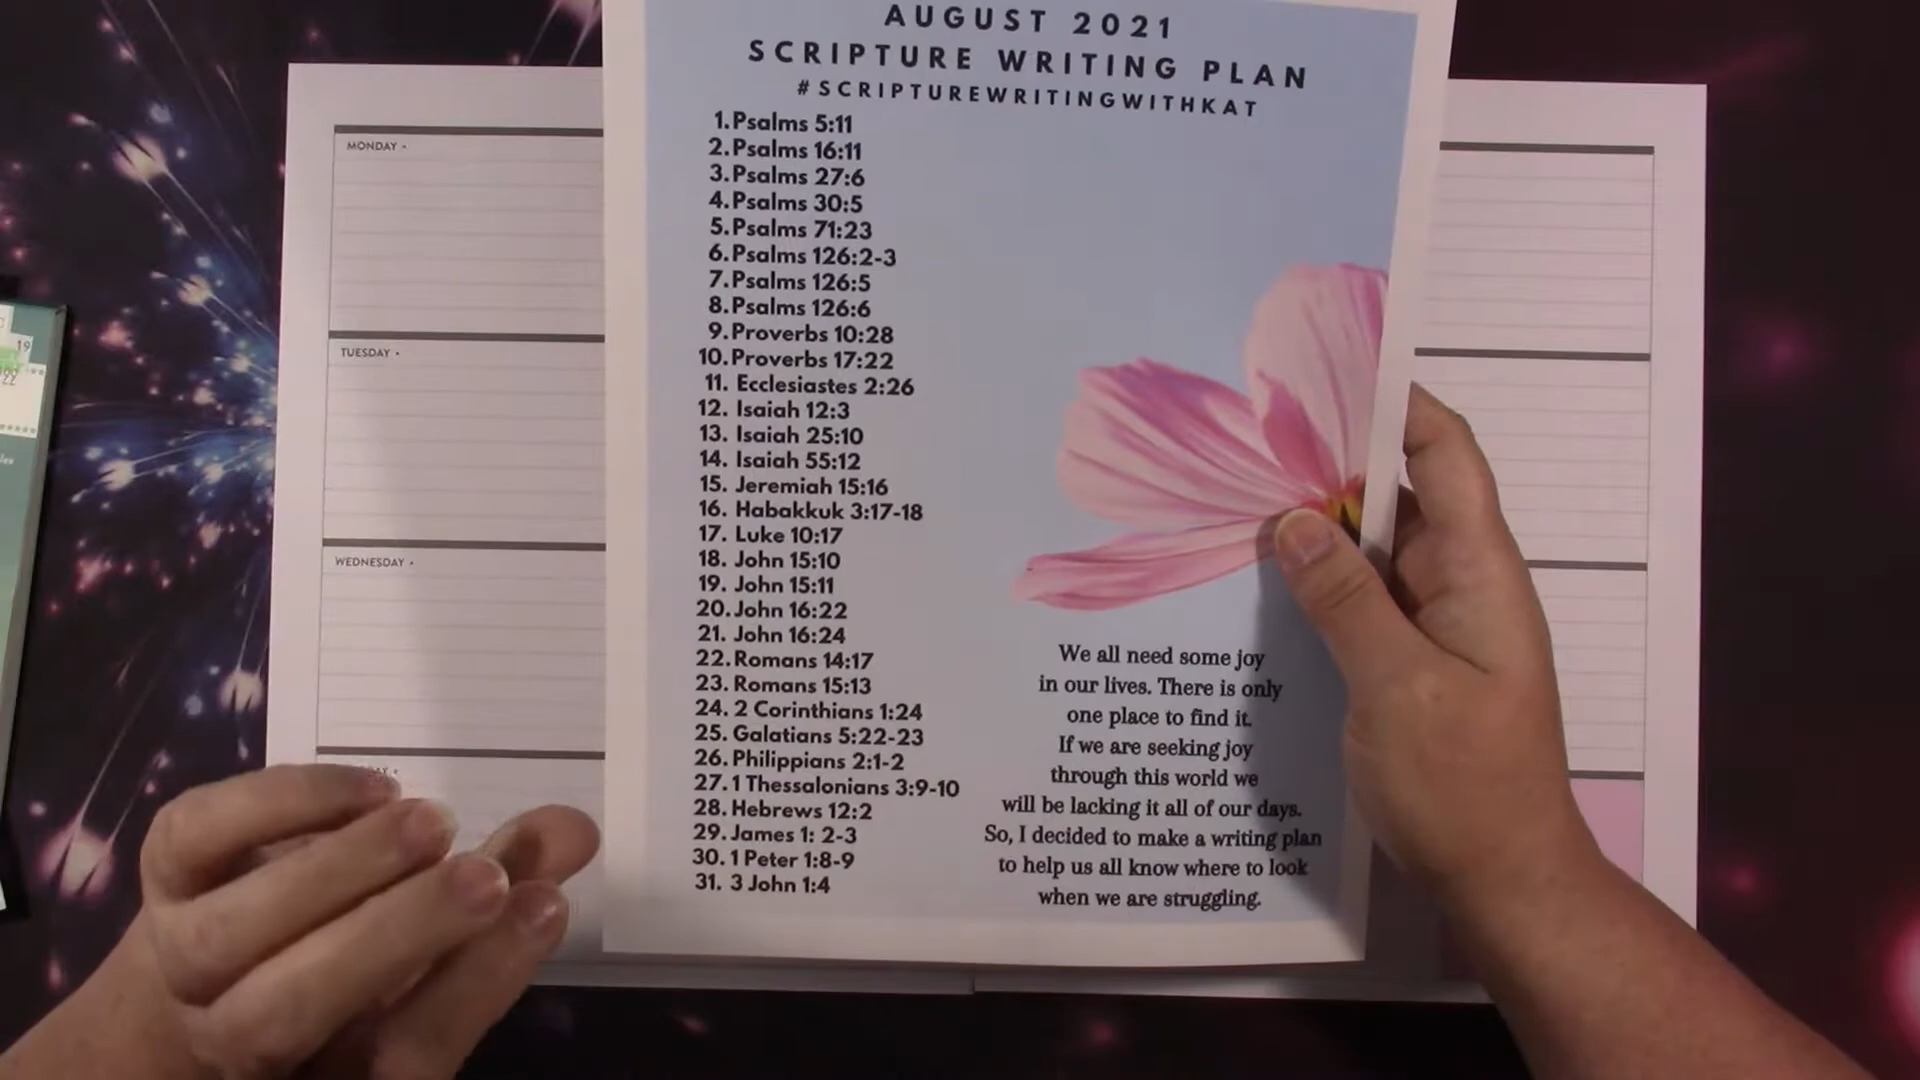 AUGUST 2021
SCRIPTURE WRITING PLAN
#SCRIPTUREWRITINGWITHKAT
1. Psalms 5:11
2. Psalms 16:11
3. Psalms 27:6
4. Psalms 30:5
5. Psalms 71:23
6. Psalms 126:2-3
7. Psalms 126:5
8. Psalms 126:6
9. Proverbs 10:28
10. Proverbs 17:22
11. Ecclesiastes 2:26
12. Isaiah 12:3
13. Isaiah 25:10
14. Isaiah 55:12
15. Jeremiah 15:16
16. Habakkuk 3:17-18
17. Luke 10:17
18. John 15:10
19. John 15:11
20. John 16:22
21. John 16:24
22. Romans 14:17
23. Romans 15:13
24. 2 Corinthians 1:24
25. Galatians 5:22-23
26. Philippians 2:1-2
27. 1 Thessalonians 3:9-10
28. Hebrews 12:2
29. James 1: 2-3
30. 1 Peter 1:8-9
31. 3 John 1:4
We all need some joy
in our lives. There is only
one place to find it.
If we are seeking joy
through this world we
will be lacking it all of our days.
So, I decided to make a writing plan
to help us all know where to look
when we are struggling.
MONDAY
TUESDAY
WEDNESDAY
19
22